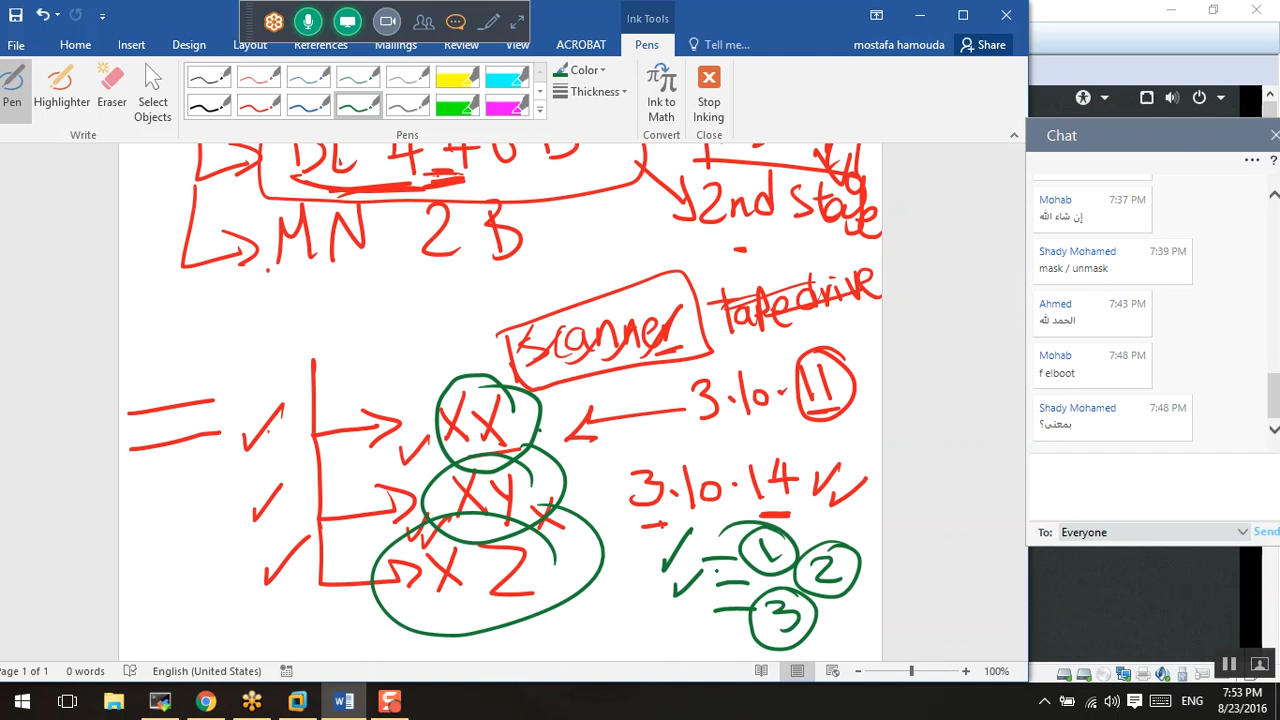 Ink Tools
File
Home
Insert
Design
Layout
References
Mailings
Review
View
ACROBAT
Pens
Tell me...
mostafa hamouda
Share
Pen
Highlighter
Eraser
Select Objects
Color
Thickness
Ink to Math
Stop Inking
Write
Pens
Convert
Close
MN 2 B
2nd stage
scanner
tape drive
XX
3.10.11
XY
3.10.14
XZ
1
2
3
Chat
Mohab 7:37 PM
إن شاء الله
Shady Mohamed 7:39 PM
mask / unmask
Ahmed 7:43 PM
الحمد لله
Mohab 7:48 PM
f elboot
Shady Mohamed 7:48 PM
بمعنى؟
To: Everyone
Send
Page 1 of 1
0 words
English (United States)
100%
ENG
7:53 PM
8/23/2016